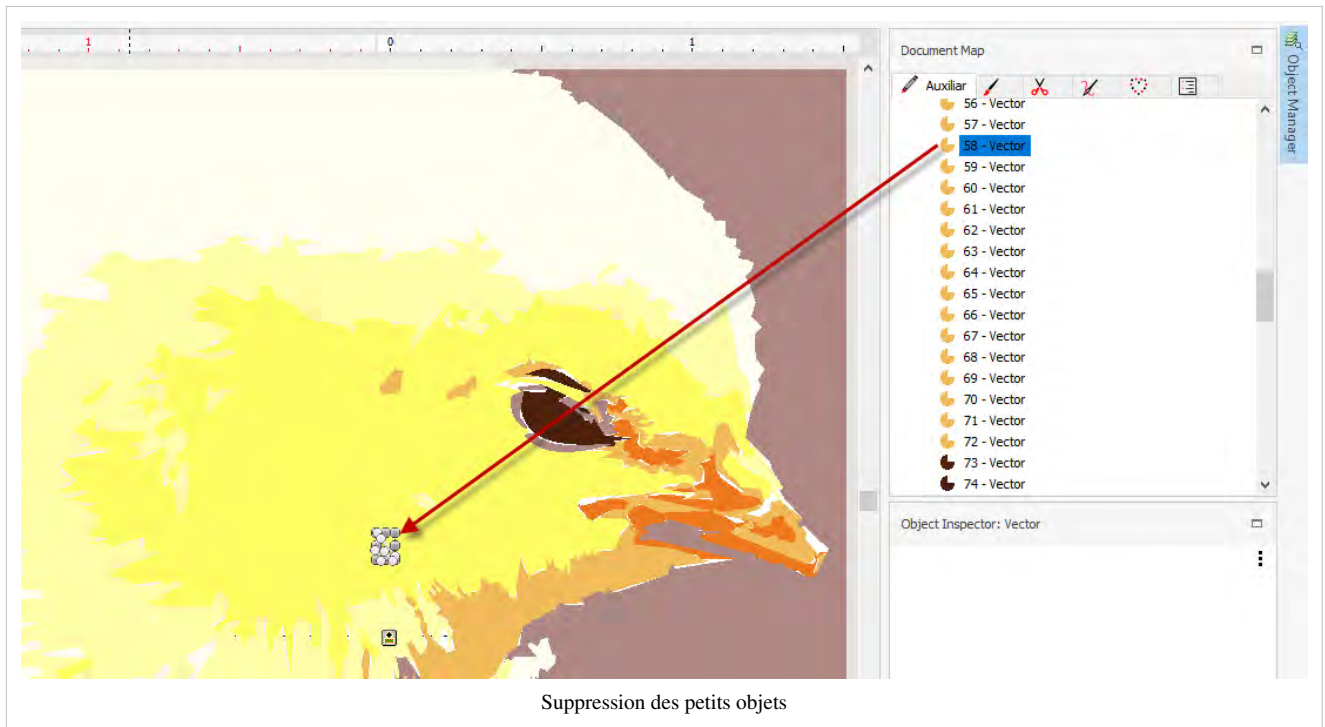 1 0 1
Document Map
Object Manager
Auxiliar
56 - Vector
57 - Vector
58 - Vector
59 - Vector
60 - Vector
61 - Vector
62 - Vector
63 - Vector
64 - Vector
65 - Vector
66 - Vector
67 - Vector
68 - Vector
69 - Vector
70 - Vector
71 - Vector
72 - Vector
73 - Vector
74 - Vector
Object Inspector: Vector
Suppression des petits objets